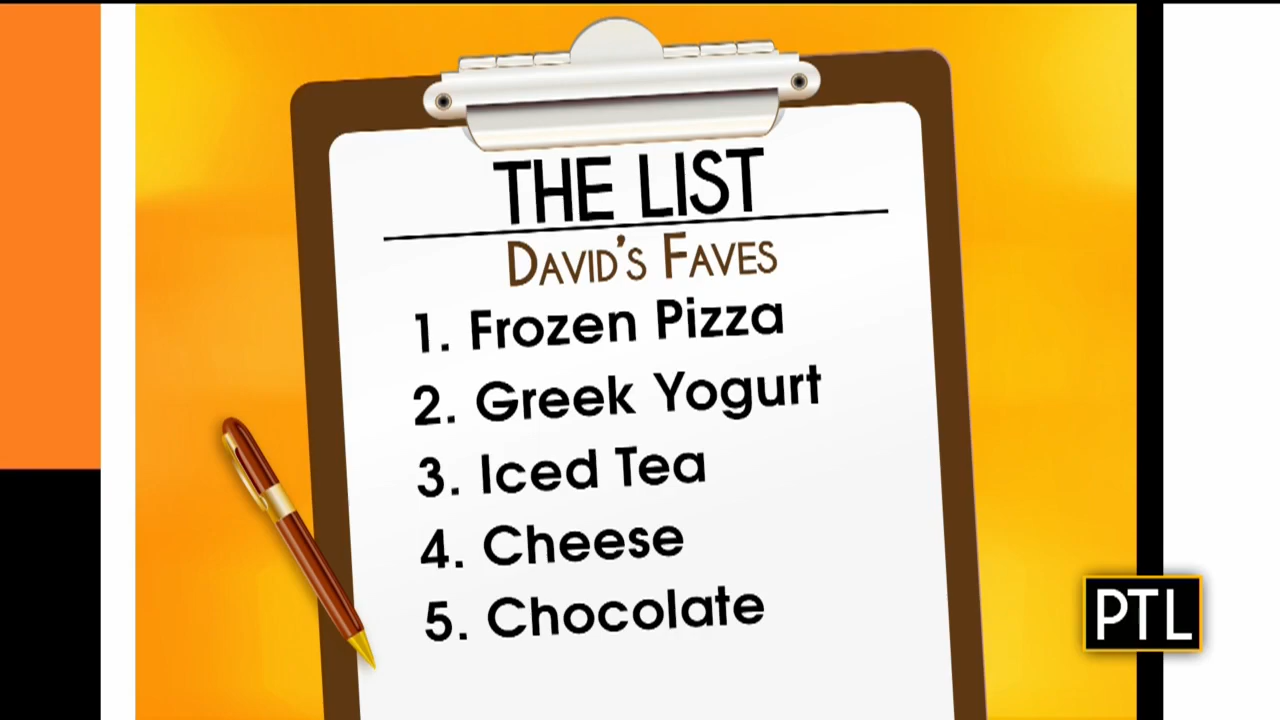 THE LIST
DAVID'S FAVES
1. Frozen Pizza
2. Greek Yogurt
3. Iced Tea
4. Cheese
5. Chocolate
PTL